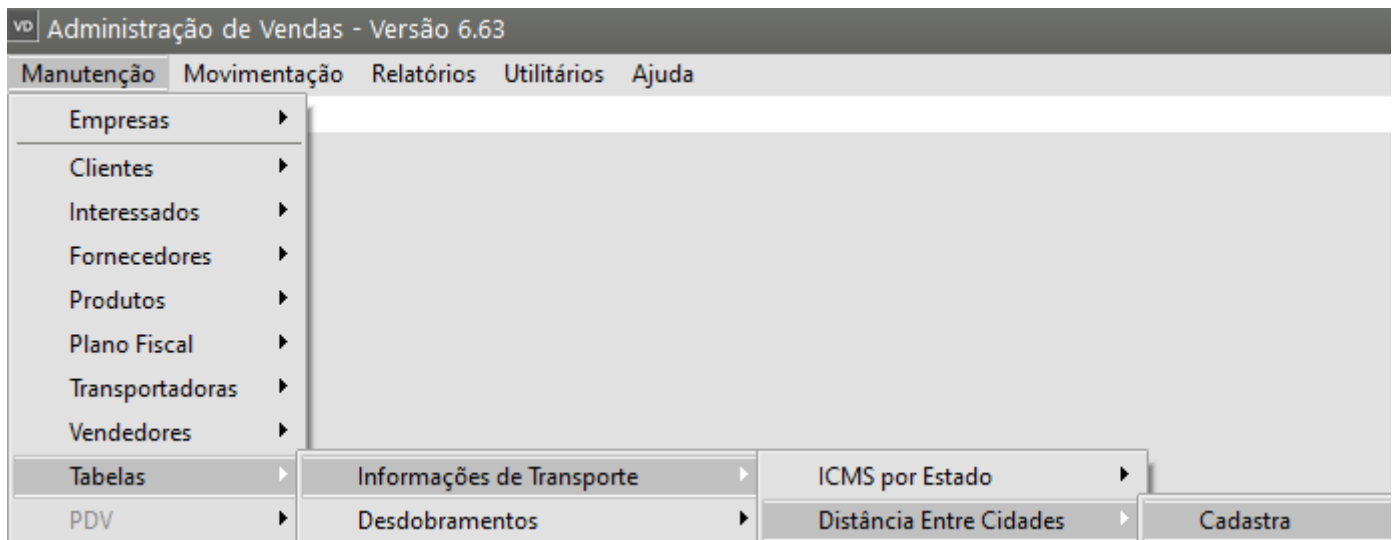 VD Administração de Vendas - Versão 6.63
Manutenção Movimentação Relatórios Utilitários Ajuda
Empresas
Clientes
Interessados
Fornecedores
Produtos
Plano Fiscal
Transportadoras
Vendedores
Tabelas Informações de Transporte ICMS por Estado
PDV Desdobramentos Distância Entre Cidades Cadastra